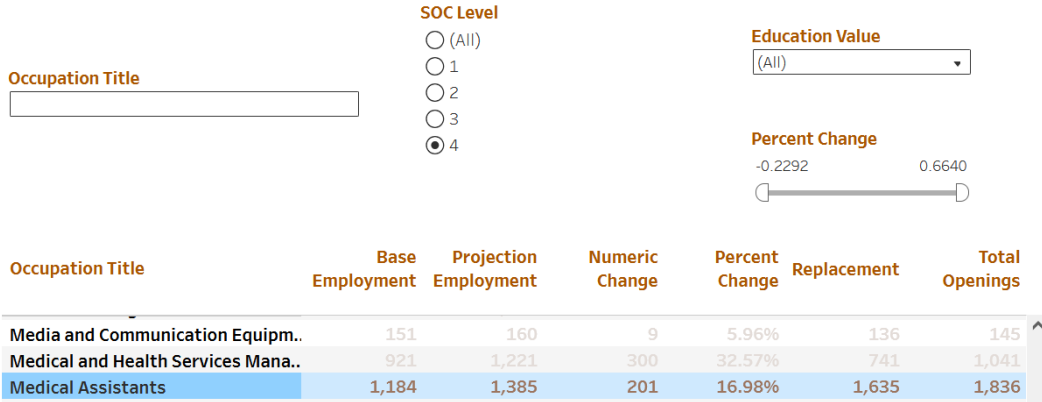 SOC Level
(All)
1
2
3
4
Occupation Title
Education Value
(All)
Percent Change
-0.2292 0.6640
Occupation Title Base Employment Projection Employment Numeric Change Percent Change Replacement Total Openings
Media and Communication Equipm.. 151 160 9 5.96% 136 145
Medical and Health Services Mana.. 921 1,221 300 32.57% 741 1,041
Medical Assistants 1,184 1,385 201 16.98% 1,635 1,836